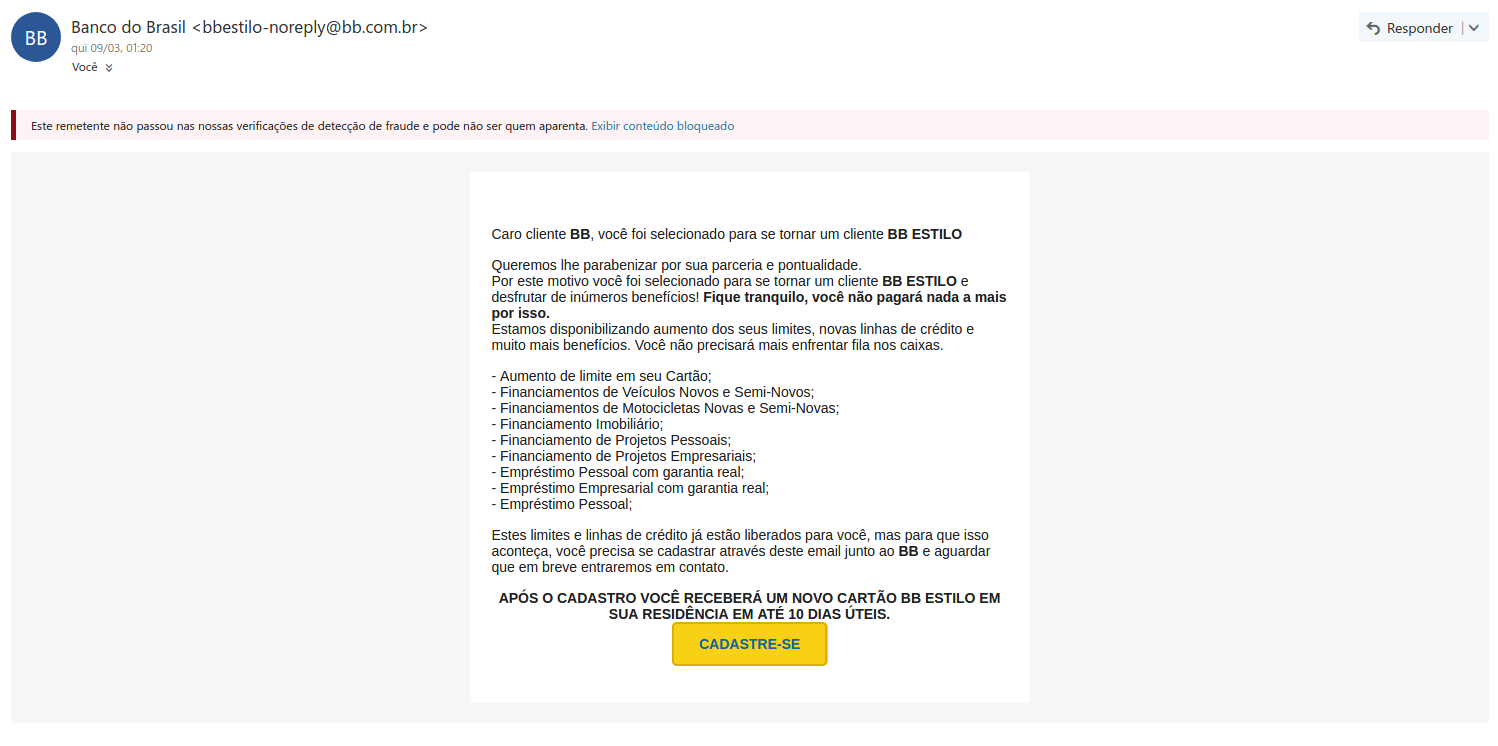 BB
Banco do Brasil <bbestilo-noreply@bb.com.br>
qui 09/03, 01:20
Você
Responder
Este remetente não passou nas nossas verificações de detecção de fraude e pode não ser quem aparenta. Exibir conteúdo bloqueado
Caro cliente BB, você foi selecionado para se tornar um cliente BB ESTILO
Queremos lhe parabenizar por sua parceria e pontualidade.
Por este motivo você foi selecionado para se tornar um cliente BB ESTILO e
desfrutar de inúmeros benefícios! Fique tranquilo, você não pagará nada a mais
por isso.
Estamos disponibilizando aumento dos seus limites, novas linhas de crédito e
muito mais benefícios. Você não precisará mais enfrentar fila nos caixas.
- Aumento de limite em seu Cartão;
- Financiamentos de Veículos Novos e Semi-Novos;
- Financiamentos de Motocicletas Novas e Semi-Novas;
- Financiamento Imobiliário;
- Financiamento de Projetos Pessoais;
- Financiamento de Projetos Empresariais;
- Empréstimo Pessoal com garantia real;
- Empréstimo Empresarial com garantia real;
- Empréstimo Pessoal;
Estes limites e linhas de crédito já estão liberados para você, mas para que isso
aconteça, você precisa se cadastrar através deste email junto ao BB e aguardar
que em breve entraremos em contato.
APÓS O CADASTRO VOCÊ RECEBERÁ UM NOVO CARTÃO BB ESTILO EM
SUA RESIDÊNCIA EM ATÉ 10 DIAS ÚTEIS.
CADASTRE-SE